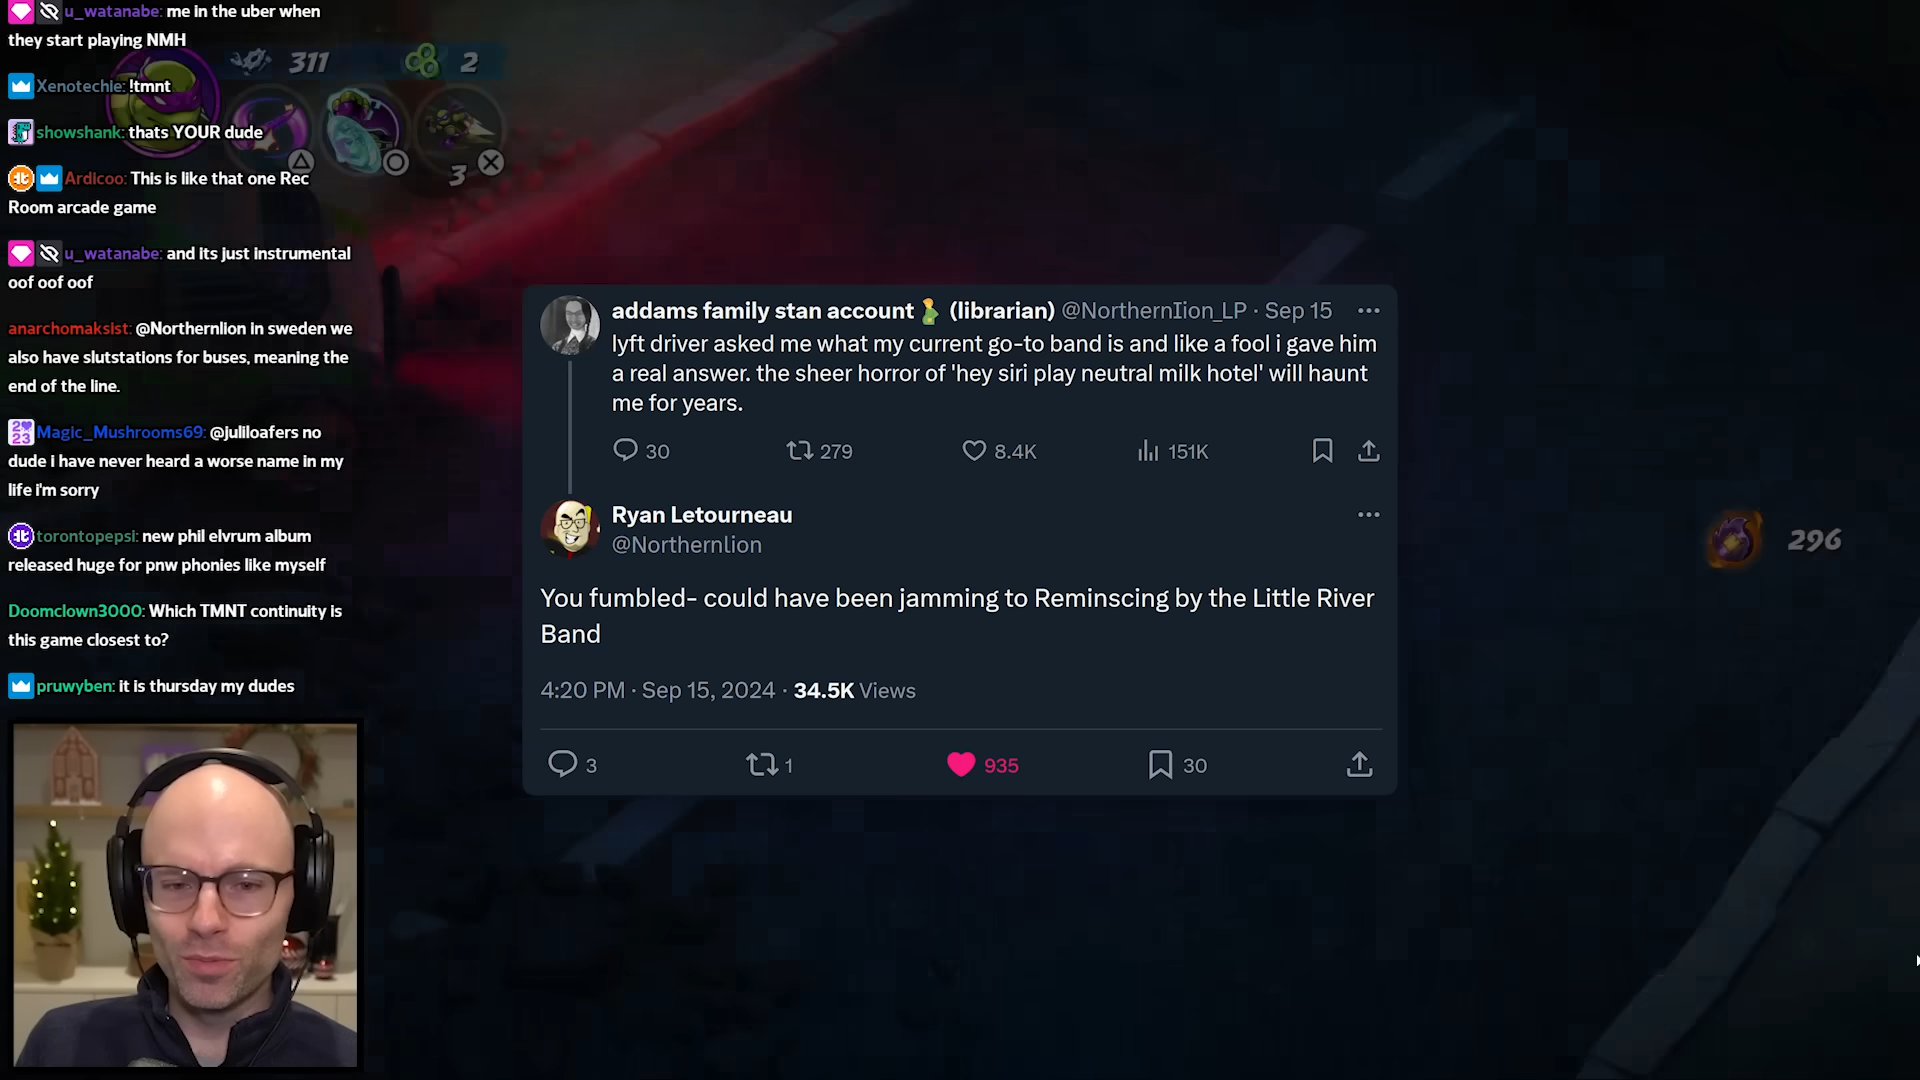 u_watanabe: me in the uber when
they start playing NMH
Xenotechie: !tmnt
showshank: thats YOUR dude
Ardicoo: This is like that one Rec
Room arcade game
u_watanabe: and its just instrumental
oof oof oof
anarchomaksist: @Northernlion in sweden we
also have slutstations for buses, meaning the
end of the line.
Magic_Mushrooms69: @juliloafers no
dude i have never heard a worse name in my
life i'm sorry
torontopepsi: new phil elvrum album
released huge for pnw phonies like myself
Doomclown3000: Which TMNT continuity is
this game closest to?
pruwyben: it is thursday my dudes
311
2
3
addams family stan account (librarian) @NorthernIion_LP · Sep 15
lyft driver asked me what my current go-to band is and like a fool i gave him
a real answer. the sheer horror of 'hey siri play neutral milk hotel' will haunt
me for years.
30 279 8.4K 151K
Ryan Letourneau
@Northernlion
You fumbled- could have been jamming to Reminscing by the Little River
Band
4:20 PM · Sep 15, 2024 · 34.5K Views
3 1 935 30
296